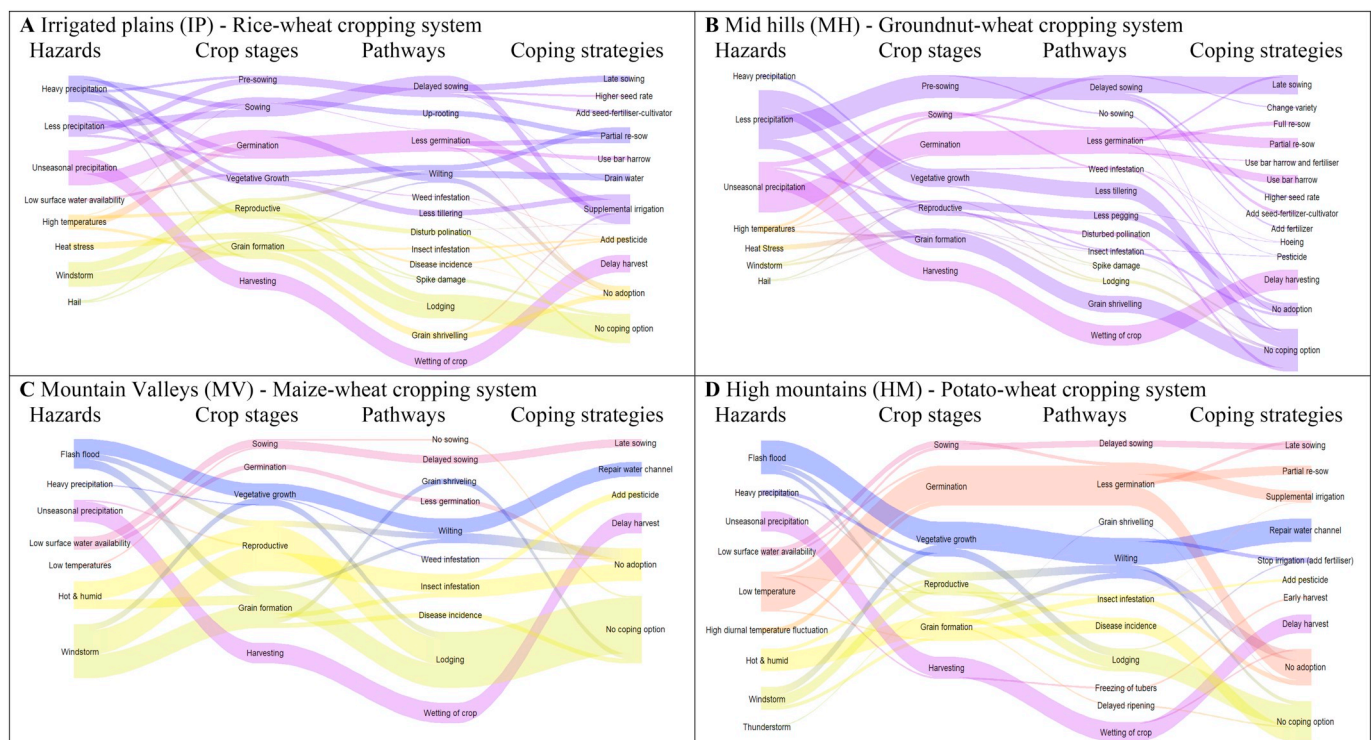 A Irrigated plains (IP) - Rice-wheat cropping system
Hazards Crop stages Pathways Coping strategies
Heavy precipitation
Less precipitation
Unseasonal precipitation
Low surface water availability
High temperatures
Heat stress
Windstorm
Hail
Pre-sowing
Sowing
Germination
Vegetative Growth
Reproductive
Grain formation
Harvesting
Delayed sowing
Up-rooting
Less germination
Wilting
Weed infestation
Less tillering
Disturb polination
Insect infestation
Disease incidence
Spike damage
Lodging
Grain shrivelling
Wetting of crop
Late sowing
Higher seed rate
Add seed-fertiliser-cultivator
Partial re-sow
Use bar harrow
Drain water
Supplemental irrigation
Add pesticide
Delay harvest
No adoption
No coping option
B Mid hills (MH) - Groundnut-wheat cropping system
Hazards Crop stages Pathways Coping strategies
Heavy precipitation
Less precipitation
Unseasonal precipitation
High temperatures
Heat Stress
Windstorm
Hail
Pre-sowing
Sowing
Germination
Vegetative growth
Reproductive
Grain formation
Harvesting
Delayed sowing
No sowing
Less germination
Weed infestation
Less tillering
Less pegging
Disturbed pollination
Insect infestation
Spike damage
Lodging
Grain shrivelling
Wetting of crop
Late sowing
Change variety
Full re-sow
Partial re-sow
Use bar harrow and fertiliser
Use bar harrow
Higher seed rate
Add seed-fertilizer-cultivator
Add fertilizer
Hoeing
Pesticide
Delay harvesting
No adoption
No coping option
C Mountain Valleys (MV) - Maize-wheat cropping system
Hazards Crop stages Pathways Coping strategies
Flash flood
Heavy precipitation
Unseasonal precipitation
Low surface water availability
Low temperatures
Hot & humid
Windstorm
Sowing
Germination
Vegetative growth
Reproductive
Grain formation
Harvesting
No sowing
Delayed sowing
Grain shriveling
Less germination
Wilting
Weed infestation
Insect infestation
Disease incidence
Lodging
Wetting of crop
Late sowing
Repair water channel
Add pesticide
Delay harvest
No adoption
No coping option
D High mountains (HM) - Potato-wheat cropping system
Hazards Crop stages Pathways Coping strategies
Flash flood
Heavy precipitation
Unseasonal precipitation
Low surface water availability
Low temperature
High diurnal temperature fluctuation
Hot & humid
Windstorm
Thunderstorm
Sowing
Germination
Vegetative growth
Reproductive
Grain formation
Harvesting
Delayed sowing
Less germination
Grain shrivelling
Wilting
Insect infestation
Disease incidence
Lodging
Freezing of tubers
Delayed ripening
Wetting of crop
Late sowing
Partial re-sow
Supplemental irrigation
Repair water channel
Stop irrigation (add fertiliser)
Add pesticide
Early harvest
Delay harvest
No adoption
No coping option